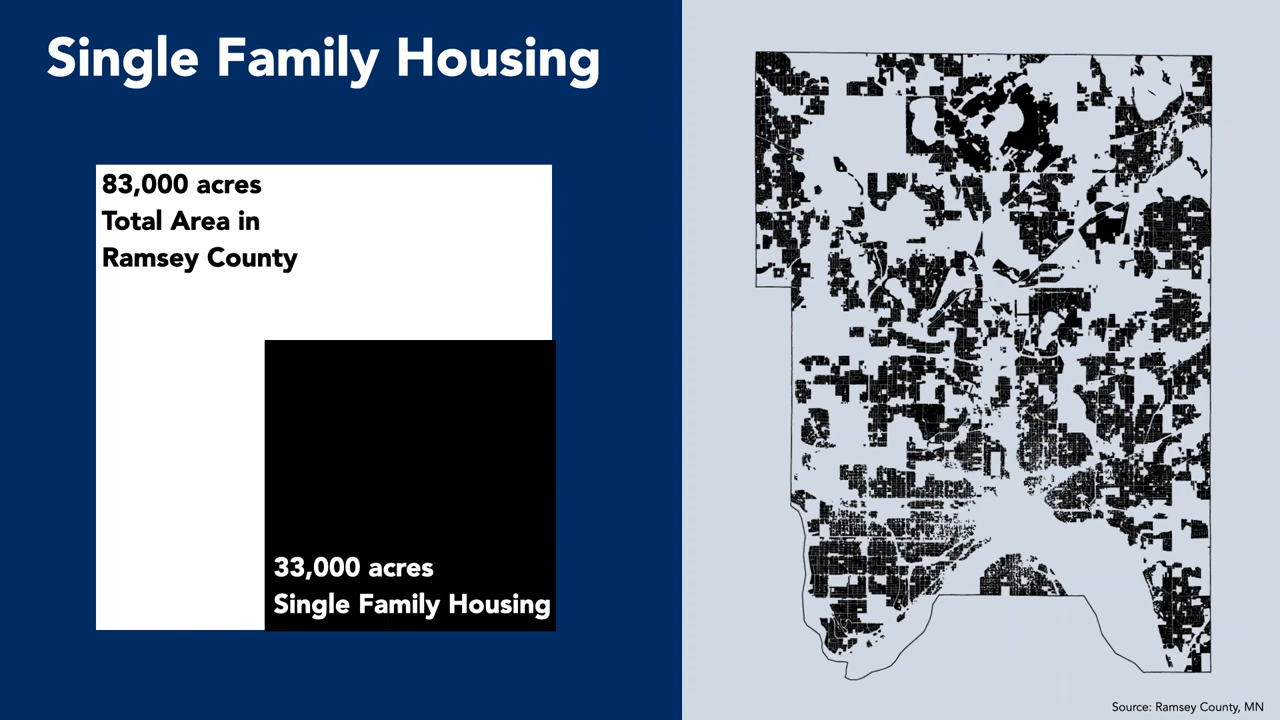 Single Family Housing
83,000 acres
Total Area in
Ramsey County
33,000 acres
Single Family Housing
Source: Ramsey County, MN